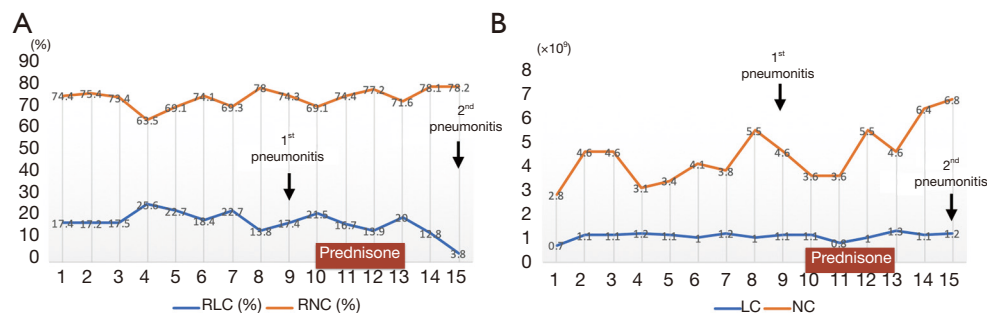 A
(%)
90
80
70
60
50
40
30
20
10
0
74.4 75.4 73.4 63.5 69.1 74.1 69.3 78 74.3 69.1 74.4 77.2 71.6 78.1 78.2
2nd
pneumonitis
1st
pneumonitis
17.4 17.2 17.5 25.6 22.7 18.4 22.7 13.8 17.4 21.5 16.7 13.9 20 12.8 3.8
Prednisone
1 2 3 4 5 6 7 8 9 10 11 12 13 14 15
RLC (%) RNC (%)
B
(×10⁹)
8
7
6
5
4
3
2
1
0
1st
pneumonitis
2.8 4.6 4.6 3.1 3.4 4.1 3.8 5.5 4.6 3.6 3.6 5.5 4.6 6.4 6.8
2nd
pneumonitis
1.1 1.1 1.2 1.1 1 1.2 1 1.1 1.1 0.8 1 1.3 1.1 1.2
Prednisone
1 2 3 4 5 6 7 8 9 10 11 12 13 14 15
LC NC